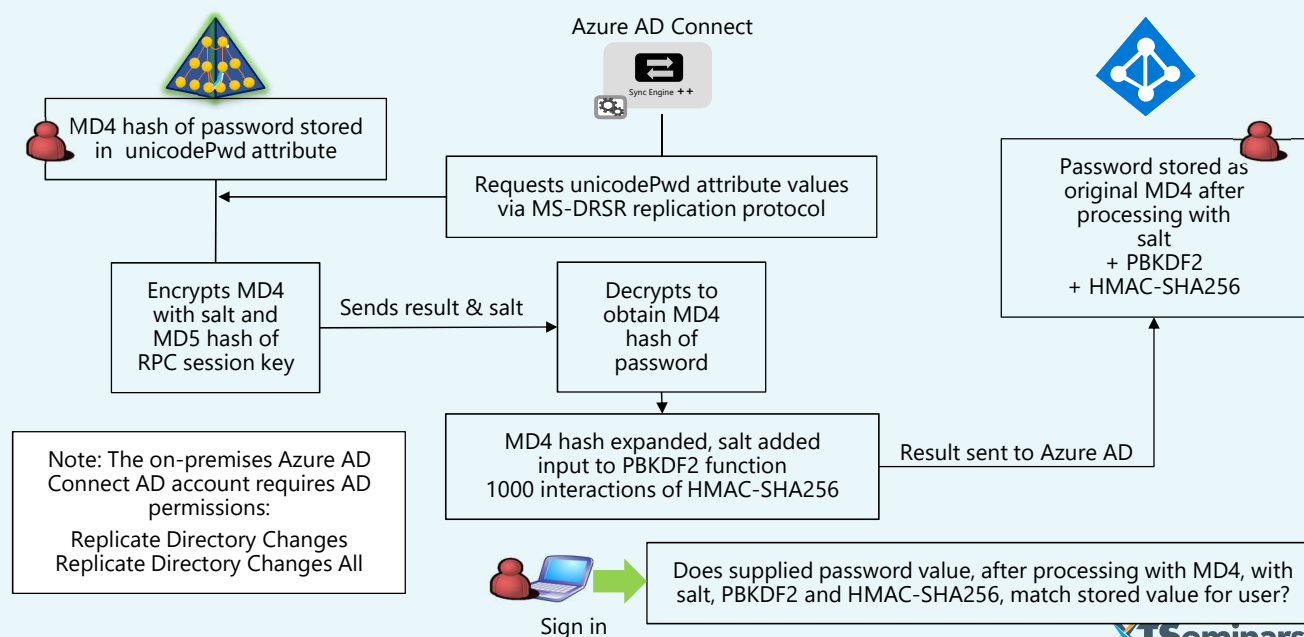 Azure AD Connect
Sync Engine ++
MD4 hash of password stored
in unicodePwd attribute
Requests unicodePwd attribute values
via MS-DRSR replication protocol
Password stored as
original MD4 after
processing with
salt
+ PBKDF2
+ HMAC-SHA256
Encrypts MD4
with salt and
MD5 hash of
RPC session key
Sends result & salt
Decrypts to
obtain MD4
hash of
password
MD4 hash expanded, salt added
input to PBKDF2 function
1000 interactions of HMAC-SHA256
Result sent to Azure AD
Note: The on-premises Azure AD
Connect AD account requires AD
permissions:
Replicate Directory Changes
Replicate Directory Changes All
Sign in
Does supplied password value, after processing with MD4, with
salt, PBKDF2 and HMAC-SHA256, match stored value for user?
XTSeminars